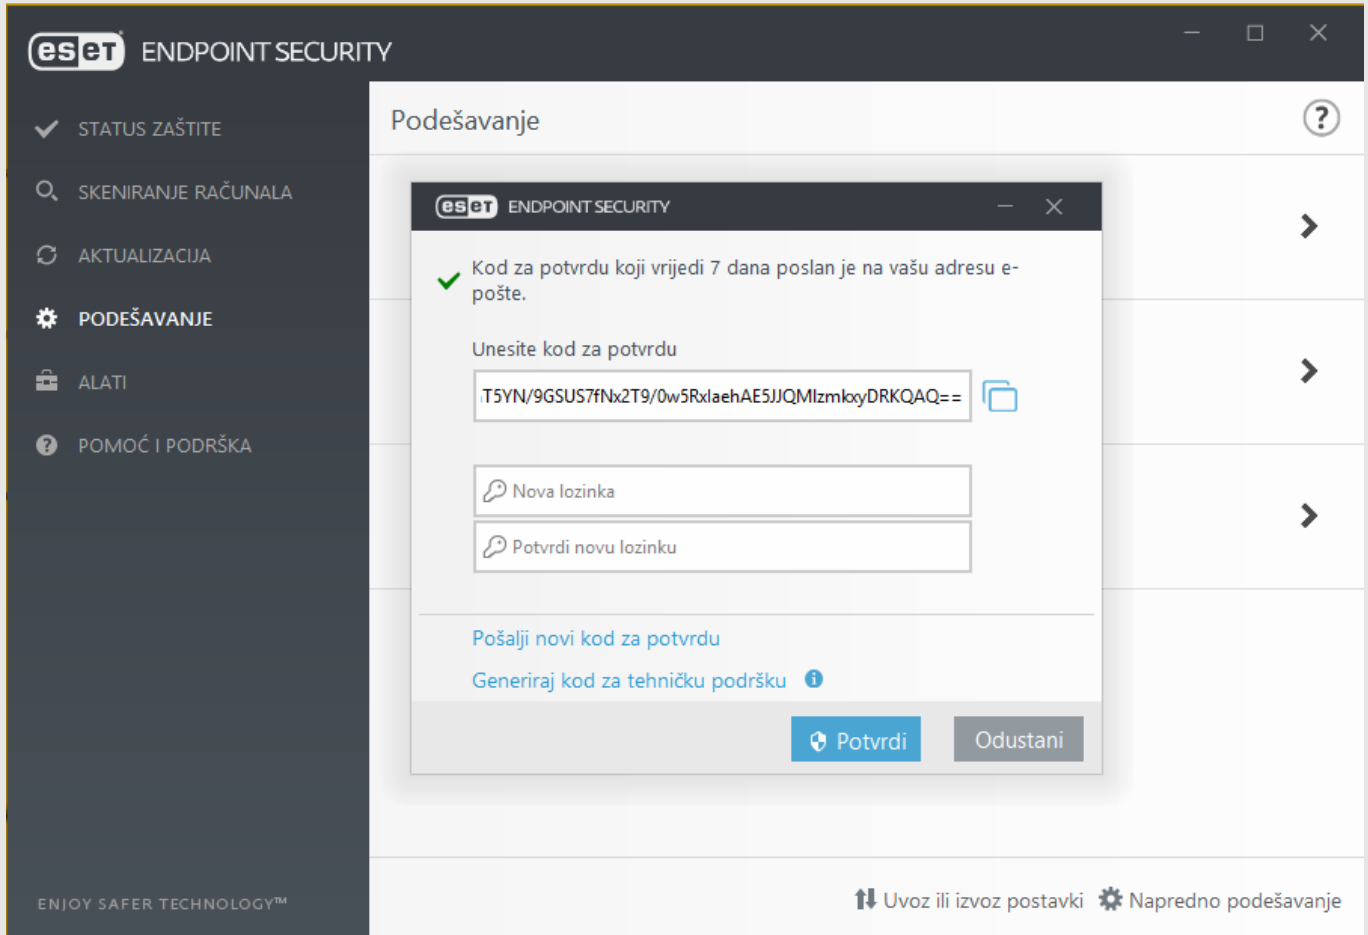 eset ENDPOINT SECURITY
STATUS ZAŠTITE
SKENIRANJE RAČUNALA
AKTUALIZACIJA
PODEŠAVANJE
ALATI
POMOĆ I PODRŠKA
ENJOY SAFER TECHNOLOGY™
Podešavanje
?
eset ENDPOINT SECURITY
Kod za potvrdu koji vrijedi 7 dana poslan je na vašu adresu e-
pošte.
Unesite kod za potvrdu
T5YN/9GSUS7fNx2T9/0w5RxlaehAE5JJQMlzmkxyDRKQAQ==
Nova lozinka
Potvrdi novu lozinku
Pošalji novi kod za potvrdu
Generiraj kod za tehničku podršku
Potvrdi Odustani
Uvoz ili izvoz postavki Napredno podešavanje